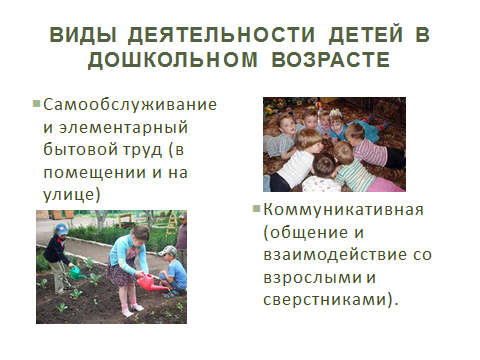 ВИДЫ ДЕЯТЕЛЬНОСТИ ДЕТЕЙ В
ДОШКОЛЬНОМ ВОЗРАСТЕ
Самообслуживание
и элементарный
бытовой труд (в
помещении и на
улице)
Коммуникативная
(общение и
взаимодействие со
взрослыми и
сверстниками).